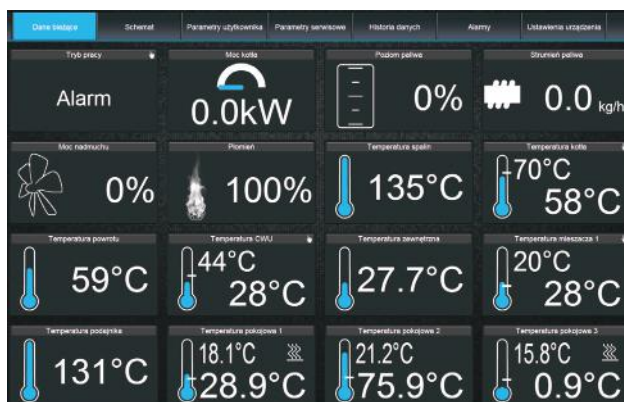 Dane bieżące Schemat Parametry użytkownika Parametry serwisowe Historia danych Alarmy Ustawienia urządzenia
Tryb pracy Moc kotła Poziom paliwa Strumień paliwa
Alarm 0.0kW 0% 0.0 kg/h
Moc nadmuchu Płomień Temperatura spalin Temperatura kotła
0% 100% 135°C 70°C
58°C
Temperatura powrotu Temperatura CWU Temperatura zewnętrzna Temperatura mieszacza 1
59°C 44°C 27.7°C 20°C
28°C 28°C
Temperatura podajnika Temperatura pokojowa 1 Temperatura pokojowa 2 Temperatura pokojowa 3
131°C 18.1°C 21.2°C 15.8°C
28.9°C 75.9°C 0.9°C